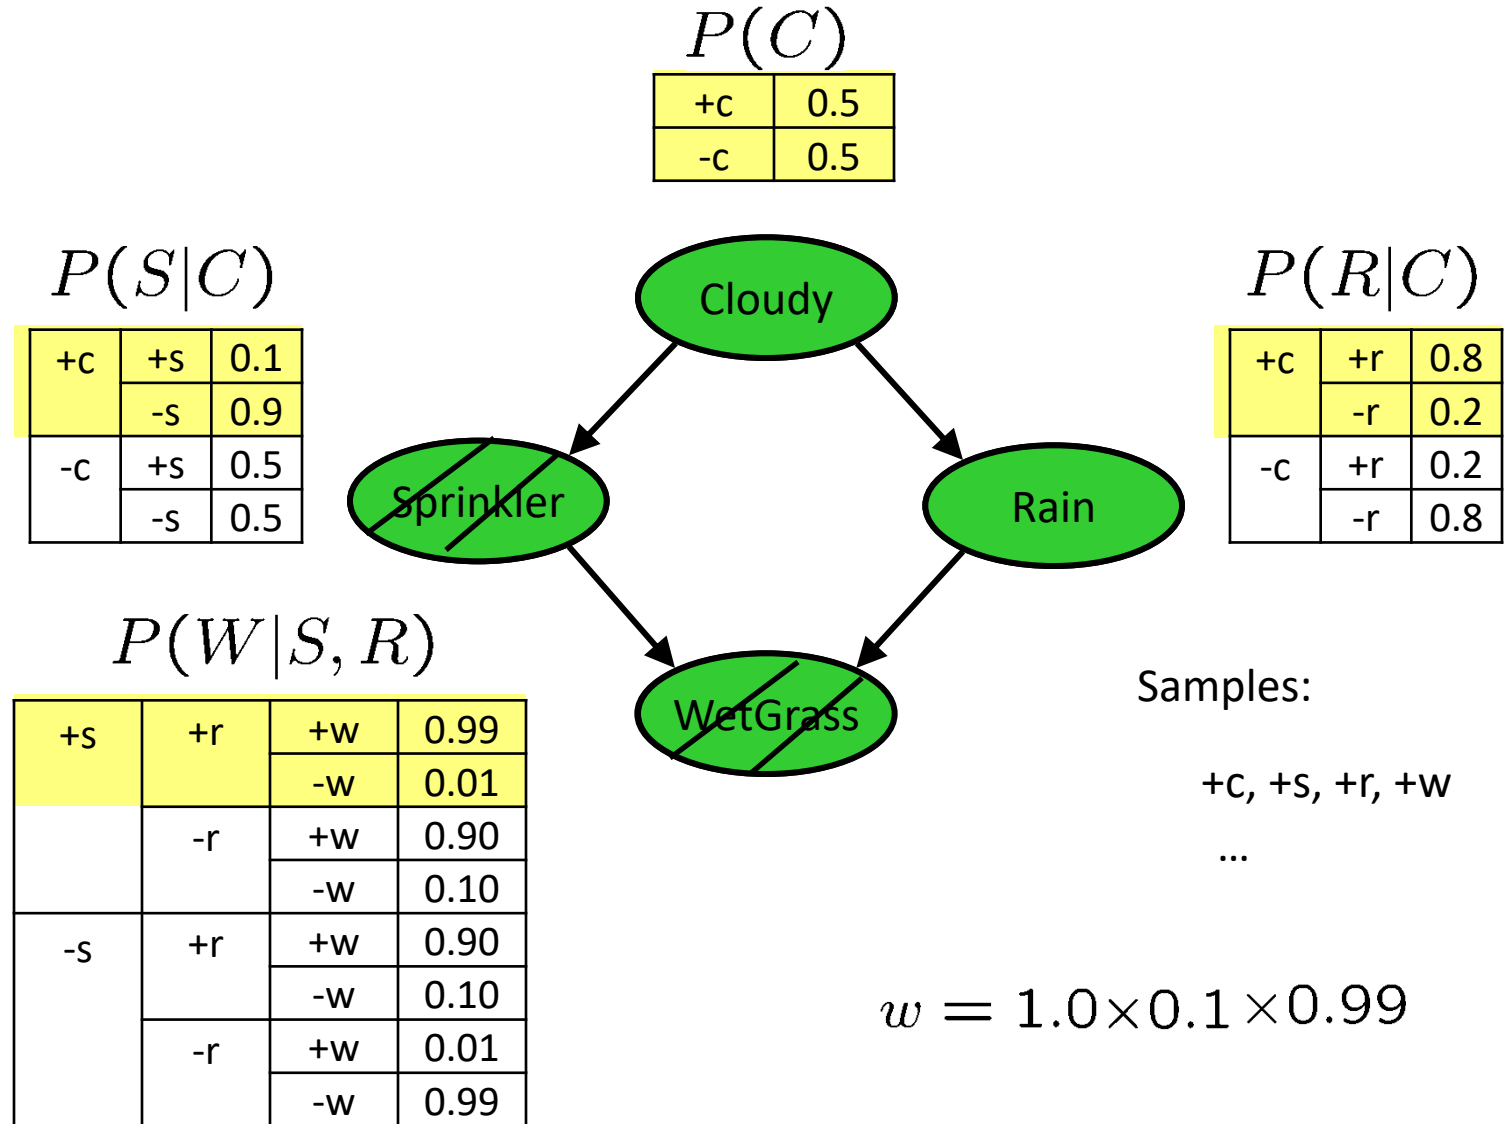 P(C)
+c 0.5
-c 0.5
P(S|C)
+c +s 0.1
-s 0.9
-c +s 0.5
-s 0.5
Cloudy
P(R|C)
+c +r 0.8
-r 0.2
-c +r 0.2
-r 0.8
Sprinkler
Rain
P(W|S, R)
+s +r +w 0.99
-w 0.01
-r +w 0.90
-w 0.10
-s +r +w 0.90
-w 0.10
-r +w 0.01
-w 0.99
WetGrass
Samples:
+c, +s, +r, +w
...
w = 1.0×0.1×0.99